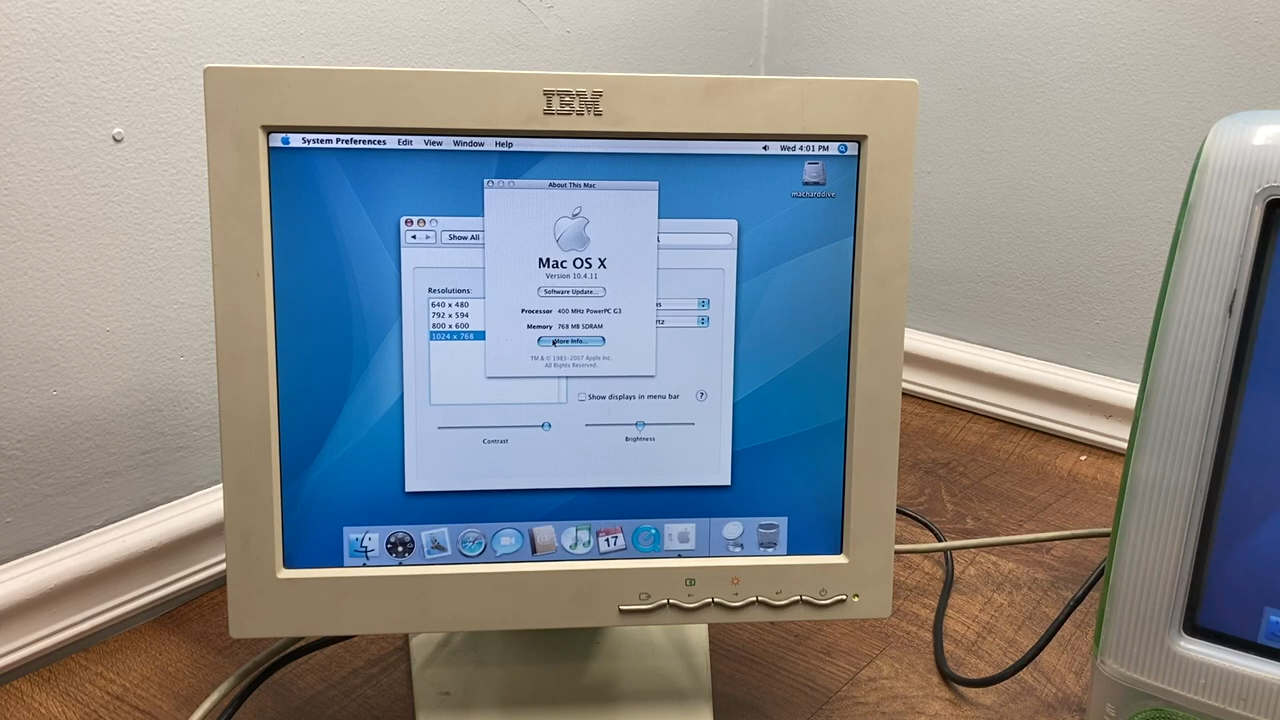 IBM
System Preferences Edit View Window Help
Wed 4:01 PM
macharddive
About This Mac
Show All
Mac OS X
Version 10.4.11
Software Update...
Resolutions:
640 x 480
792 x 594
800 x 600
1024 x 768
Processor 400 MHz PowerPC G3
Memory 768 MB SDRAM
More Info...
TM & © 1983-2007 Apple Inc.
All Rights Reserved.
Show displays in menu bar
?
Contrast
Brightness
17